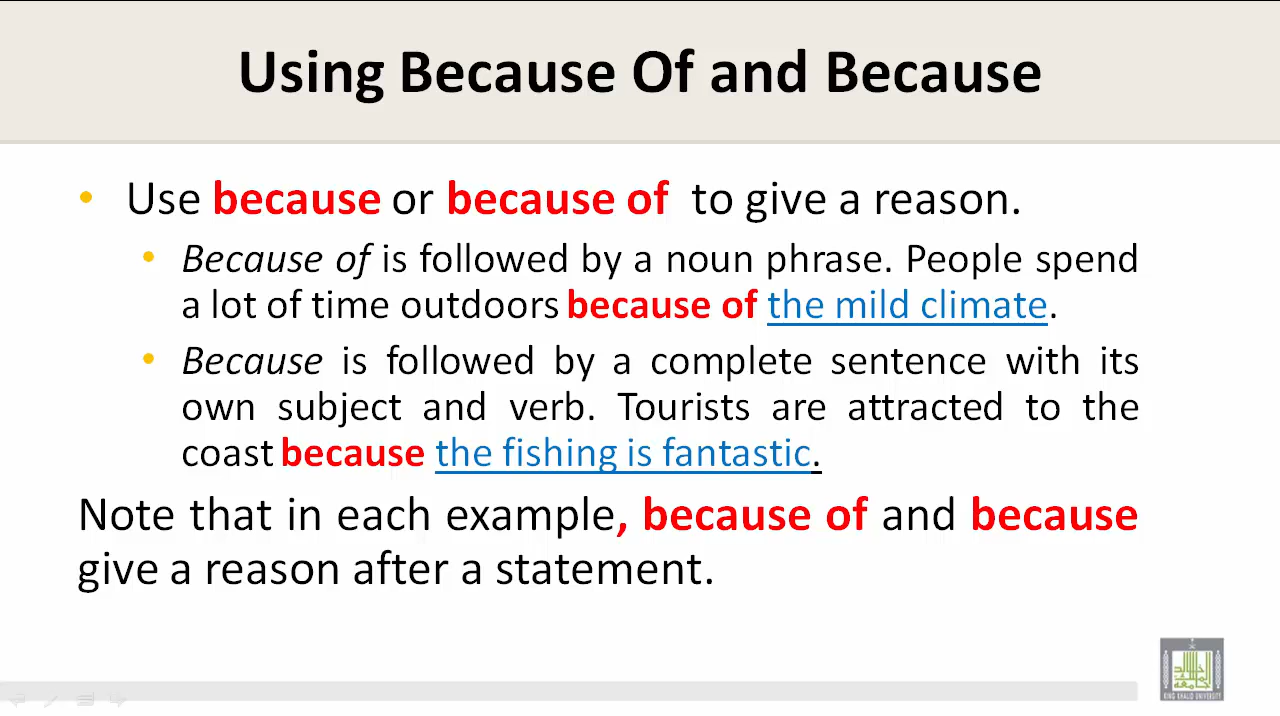 Using Because Of and Because
• Use because or because of to give a reason.
• Because of is followed by a noun phrase. People spend
a lot of time outdoors because of the mild climate.
• Because is followed by a complete sentence with its
own subject and verb. Tourists are attracted to the
coast because the fishing is fantastic.
Note that in each example, because of and because
give a reason after a statement.
KING KHALID UNIVERSITY